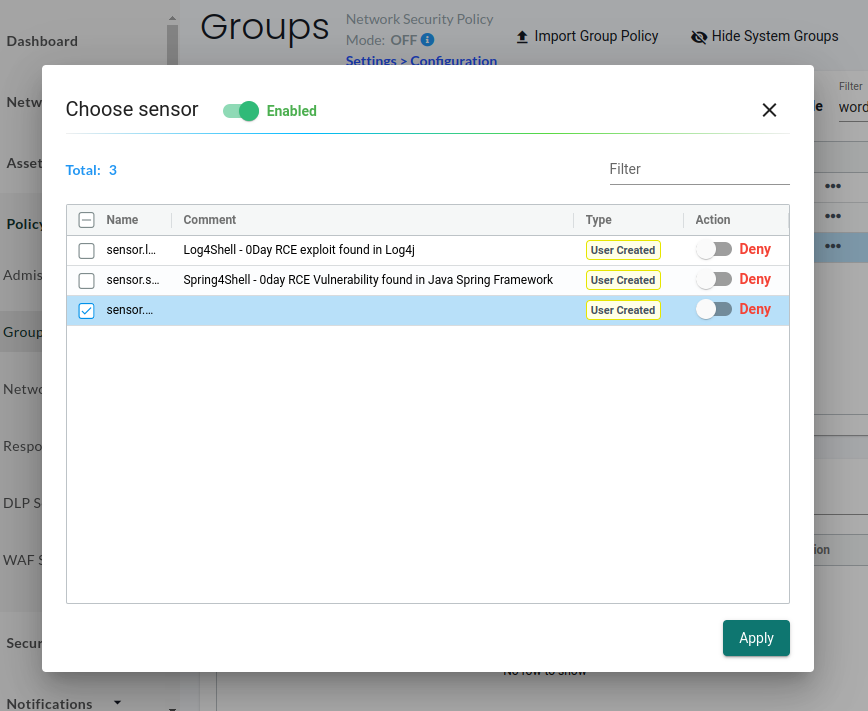 Groups
Network Security Policy
Mode: OFF
Settings > Configuration
Import Group Policy
Hide System Groups
Filter
word
Dashboard
Netw
Asset
Policy
Admis
Group
Netwo
Respo
DLP S
WAF S
Secur
Notifications
Choose sensor
Enabled
Total: 3
Filter
Name Comment Type Action
sensor.l... Log4Shell - 0Day RCE exploit found in Log4j User Created Deny
sensor.s... Spring4Shell - 0day RCE Vulnerability found in Java Spring Framework User Created Deny
sensor.... User Created Deny
Apply
ion
No row to show